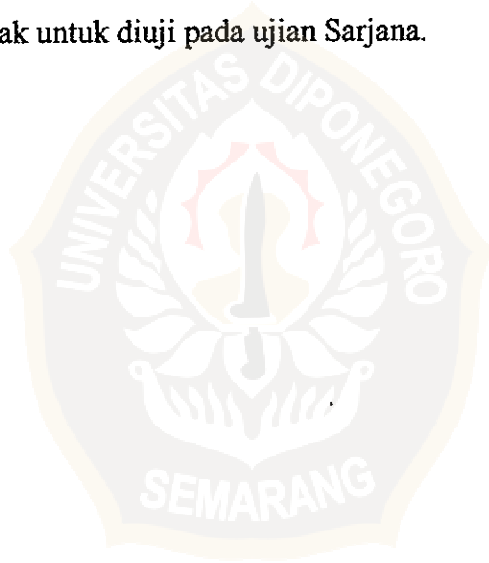 ak untuk diuji pada ujian Sarjana.
UNIVERSITAS DIPONEGORO
SEMARANG